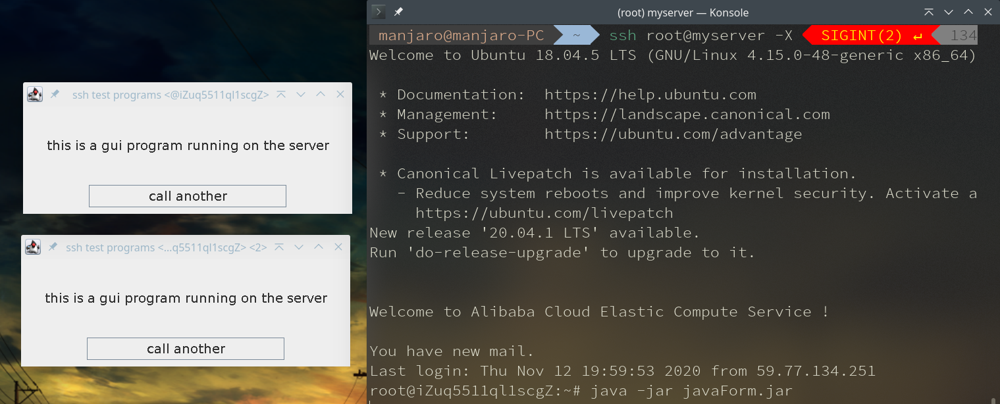 ssh test programs <@iZuq5511ql1scgZ>
this is a gui program running on the server
call another
ssh test programs <...q5511ql1scgZ> <2>
this is a gui program running on the server
call another
(root) myserver — Konsole
manjaro@manjaro-PC ~ ssh root@myserver -X SIGINT(2) ↵ 134
Welcome to Ubuntu 18.04.5 LTS (GNU/Linux 4.15.0-48-generic x86_64)
* Documentation: https://help.ubuntu.com
* Management: https://landscape.canonical.com
* Support: https://ubuntu.com/advantage
* Canonical Livepatch is available for installation.
- Reduce system reboots and improve kernel security. Activate a
https://ubuntu.com/livepatch
New release '20.04.1 LTS' available.
Run 'do-release-upgrade' to upgrade to it.
Welcome to Alibaba Cloud Elastic Compute Service !
You have new mail.
Last login: Thu Nov 12 19:59:53 2020 from 59.77.134.251
root@iZuq5511ql1scgZ:~# java -jar javaForm.jar